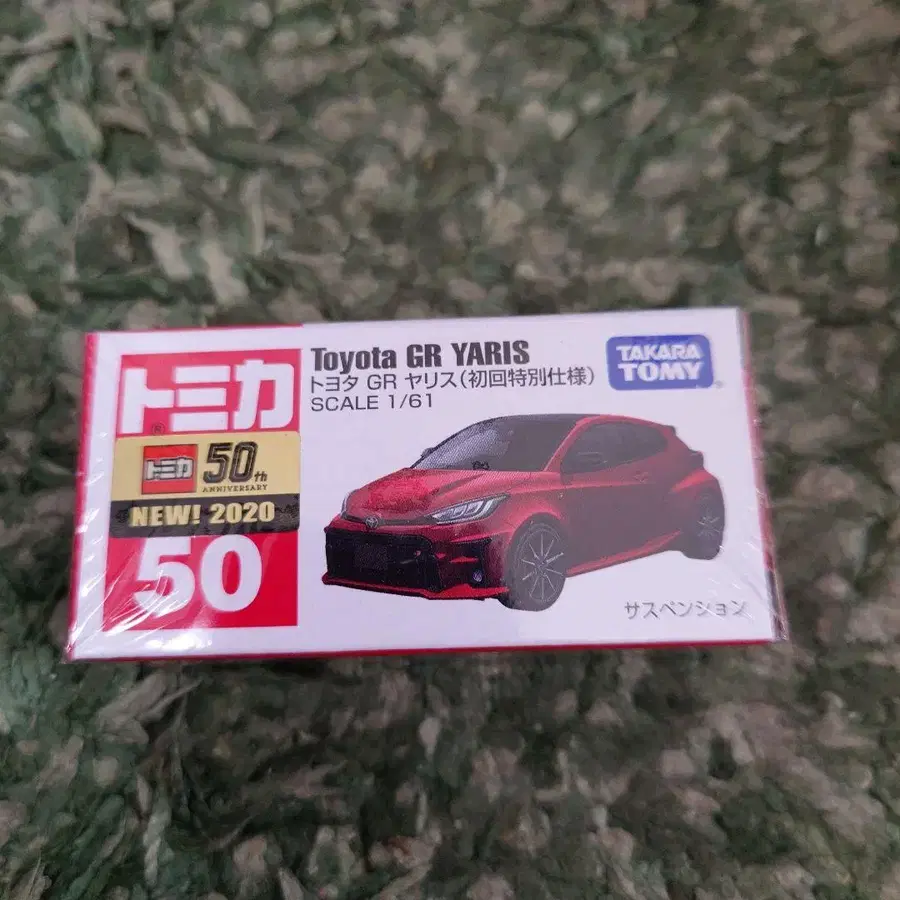 トミカ
®
トミカ 50th
ANNIVERSARY
NEW! 2020
50
Toyota GR YARIS
トヨタ GR ヤリス(初回特別仕様)
SCALE 1/61
TAKARA
TOMY
サスペンション